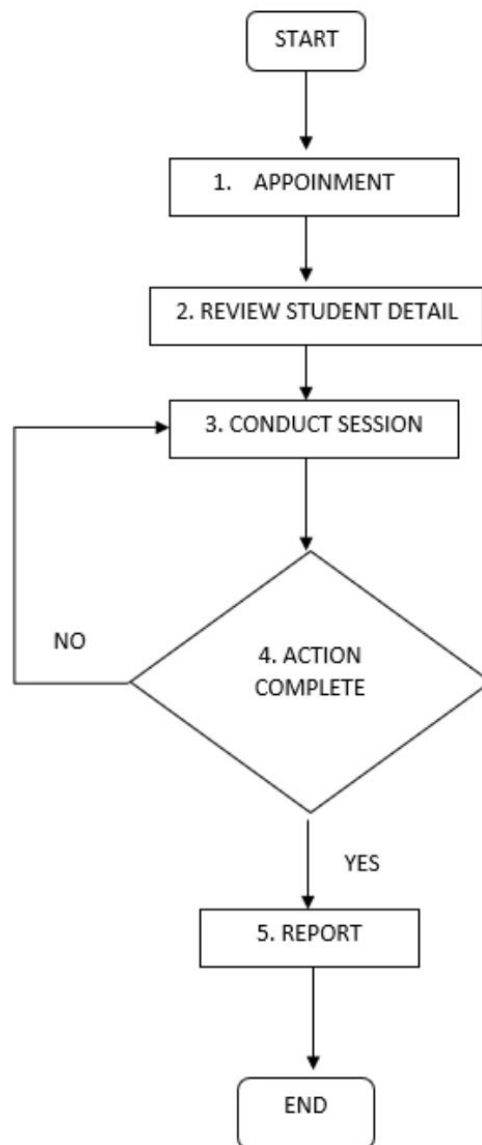 START
1. APPOINMENT
2. REVIEW STUDENT DETAIL
3. CONDUCT SESSION
NO
4. ACTION
COMPLETE
YES
5. REPORT
END